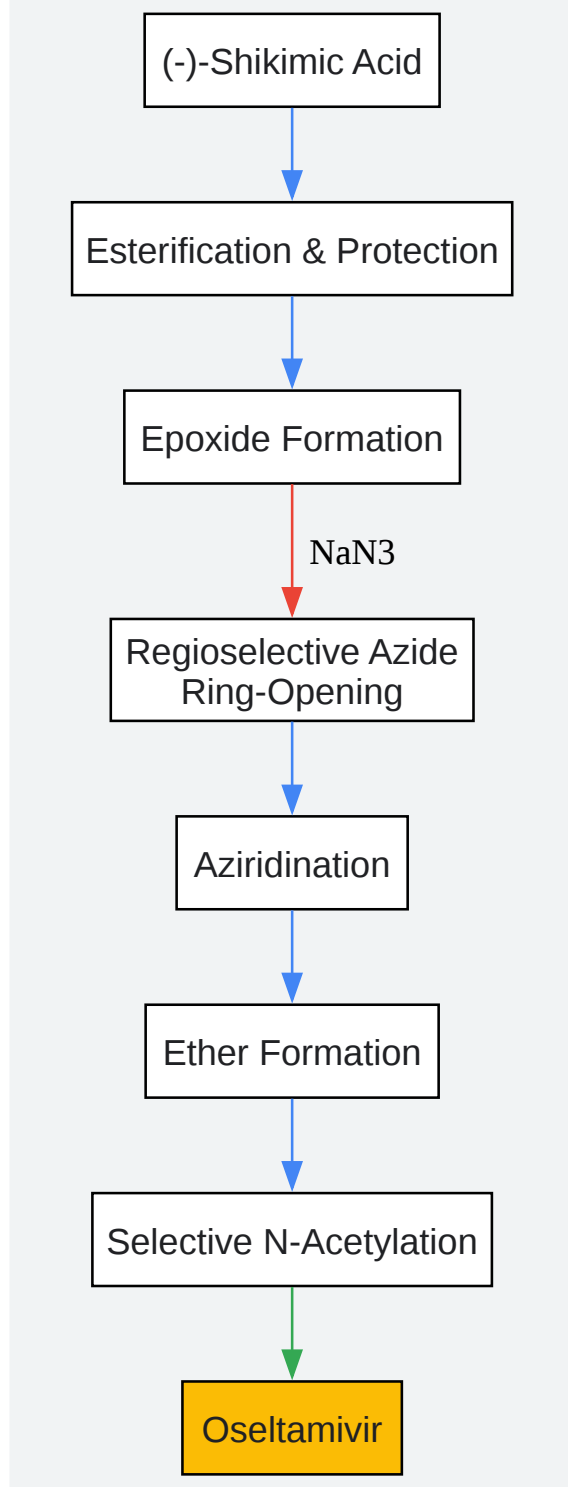 (-)-Shikimic Acid
Esterification & Protection
Epoxide Formation
NaN3
Regioselective Azide
Ring-Opening
Aziridination
Ether Formation
Selective N-Acetylation
Oseltamivir